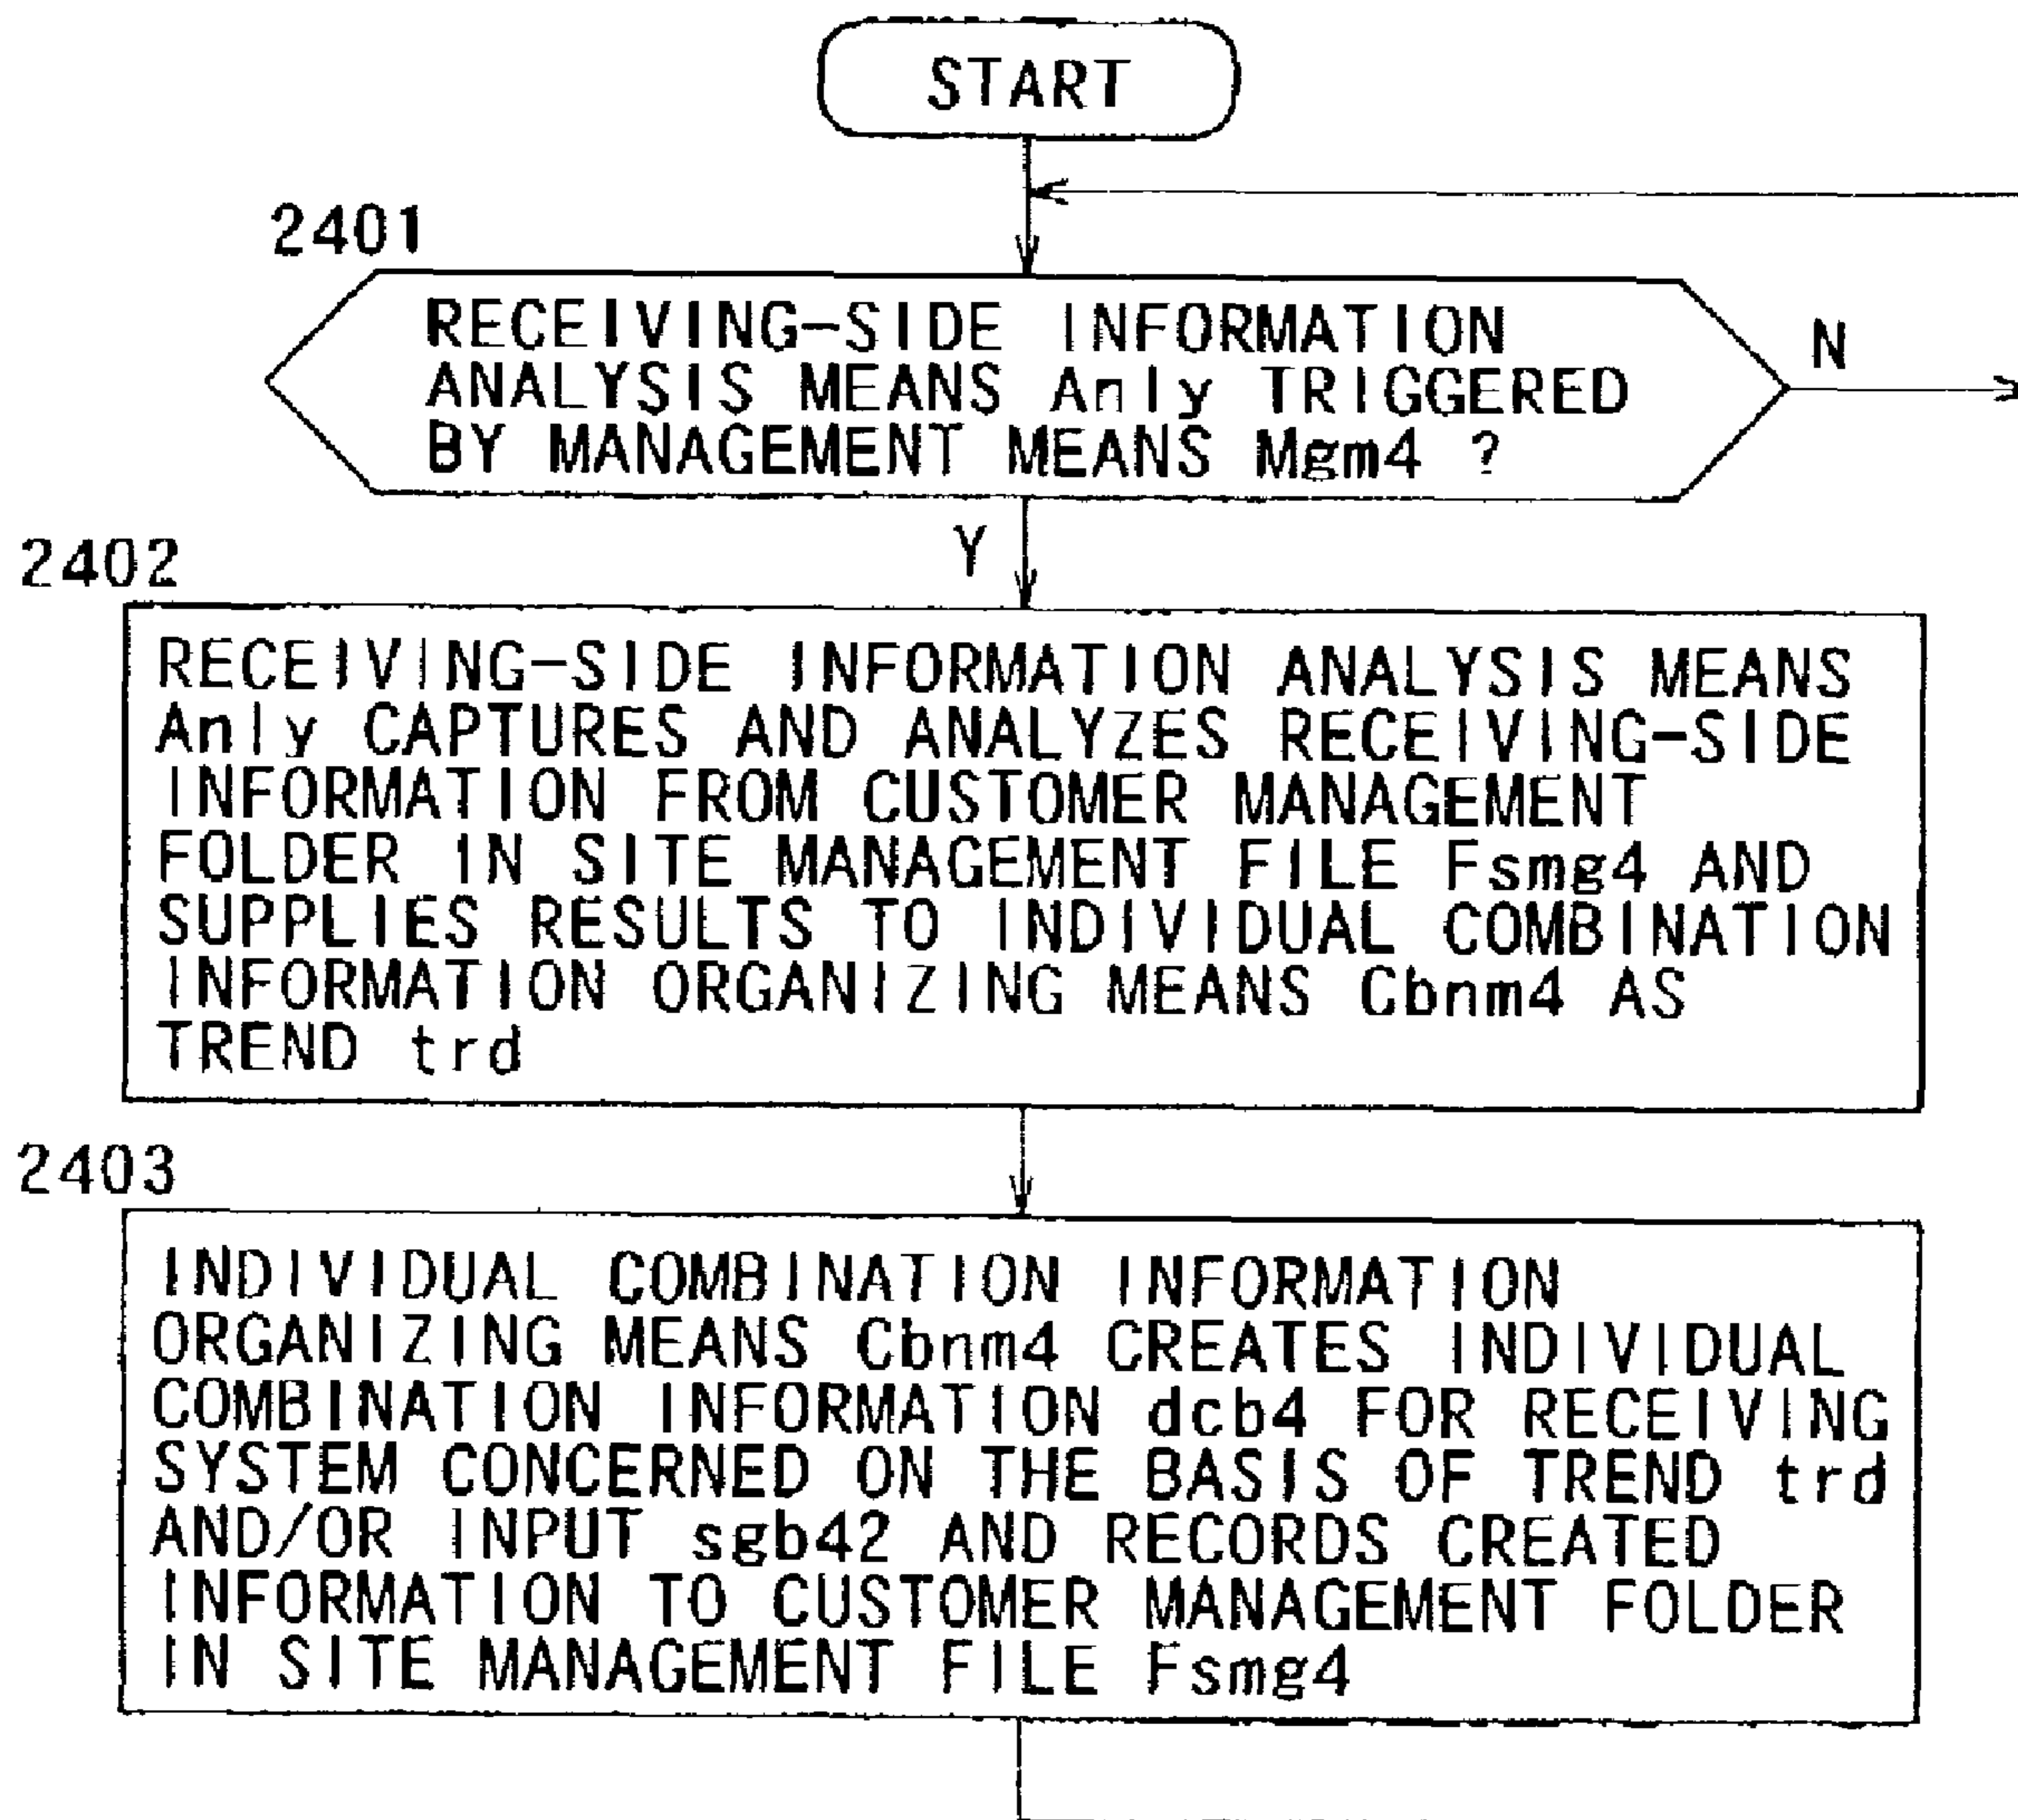 START
2401
RECEIVING-SIDE INFORMATION
ANALYSIS MEANS Anly TRIGGERED
BY MANAGEMENT MEANS Mgm4 ?
N
Y
2402
RECEIVING-SIDE INFORMATION ANALYSIS MEANS
Anly CAPTURES AND ANALYZES RECEIVING-SIDE
INFORMATION FROM CUSTOMER MANAGEMENT
FOLDER IN SITE MANAGEMENT FILE Fsmg4 AND
SUPPLIES RESULTS TO INDIVIDUAL COMBINATION
INFORMATION ORGANIZING MEANS Cbnm4 AS
TREND trd
2403
INDIVIDUAL COMBINATION INFORMATION
ORGANIZING MEANS Cbnm4 CREATES INDIVIDUAL
COMBINATION INFORMATION dcb4 FOR RECEIVING
SYSTEM CONCERNED ON THE BASIS OF TREND trd
AND/OR INPUT sgb42 AND RECORDS CREATED
INFORMATION TO CUSTOMER MANAGEMENT FOLDER
IN SITE MANAGEMENT FILE Fsmg4